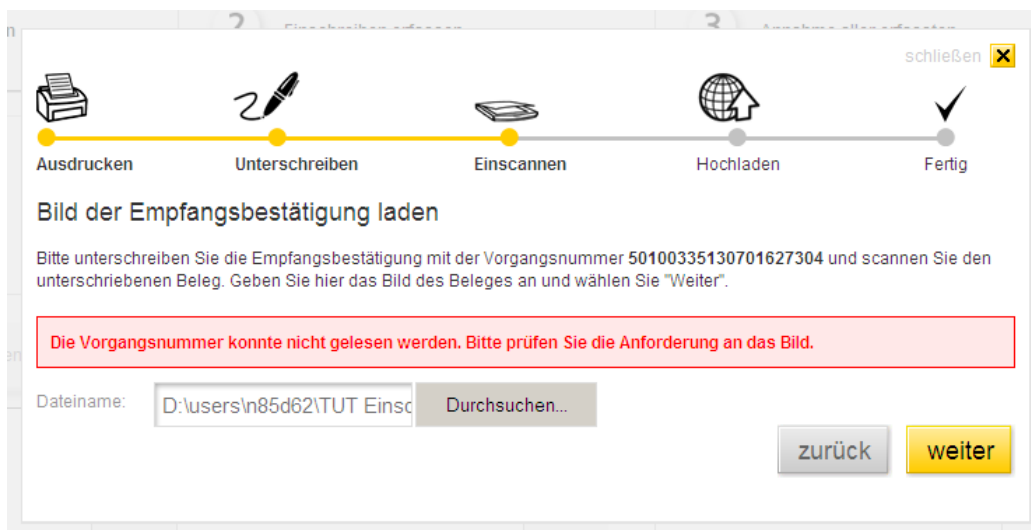 2
3
schließen
Ausdrucken Unterschreiben Einscannen Hochladen Fertig
Bild der Empfangsbestätigung laden
Bitte unterschreiben Sie die Empfangsbestätigung mit der Vorgangsnummer 50100335130701627304 und scannen Sie den
unterschriebenen Beleg. Geben Sie hier das Bild des Beleges an und wählen Sie "Weiter".
Die Vorgangsnummer konnte nicht gelesen werden. Bitte prüfen Sie die Anforderung an das Bild.
Dateiname: D:\users\n85d62\TUT Einsc Durchsuchen...
zurück weiter